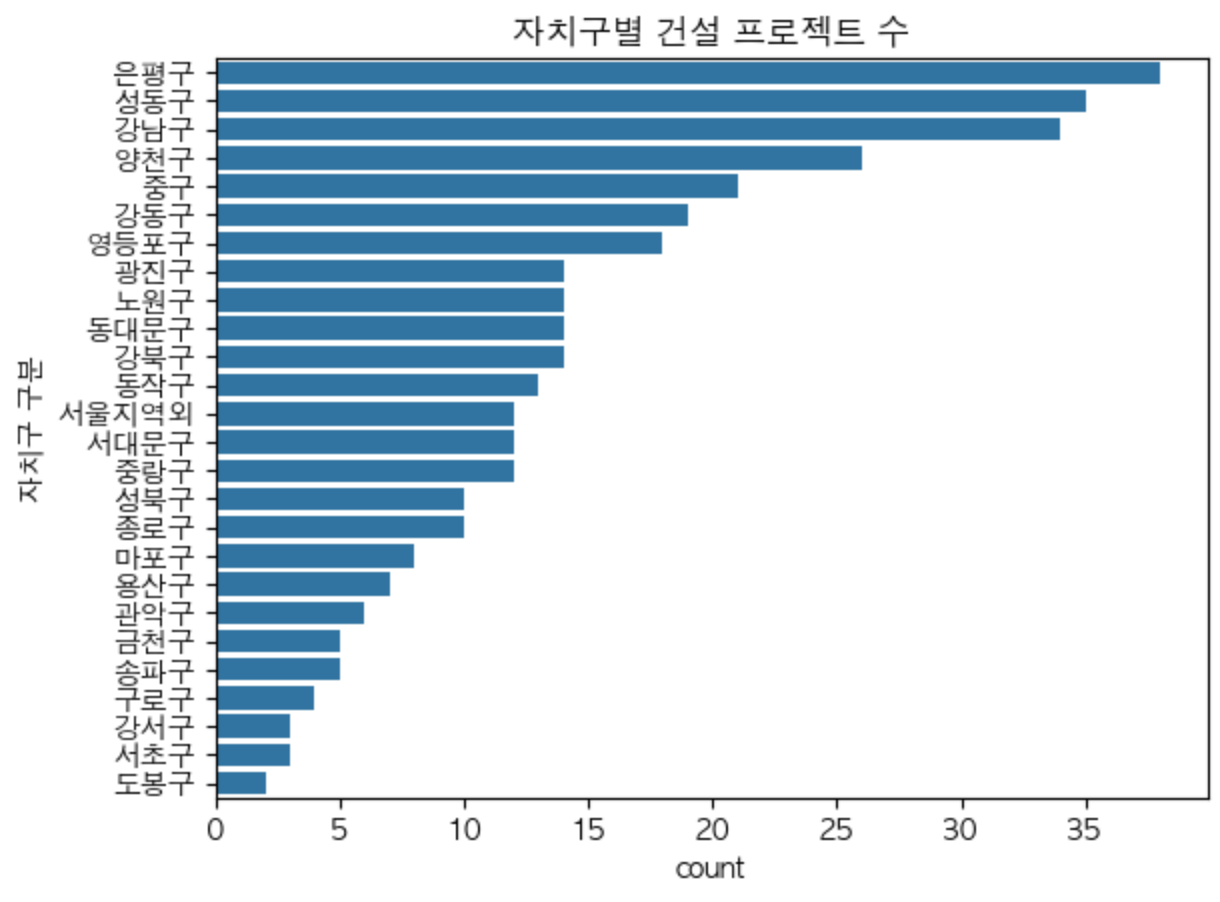 자치구별 건설 프로젝트 수
은평구
성동구
강남구
양천구
중구
강동구
영등포구
광진구
노원구
동대문구
강북구
동작구
서울지역외
서대문구
중랑구
성북구
종로구
마포구
용산구
관악구
금천구
송파구
구로구
강서구
서초구
도봉구
자치구 구분
0 5 10 15 20 25 30 35
count